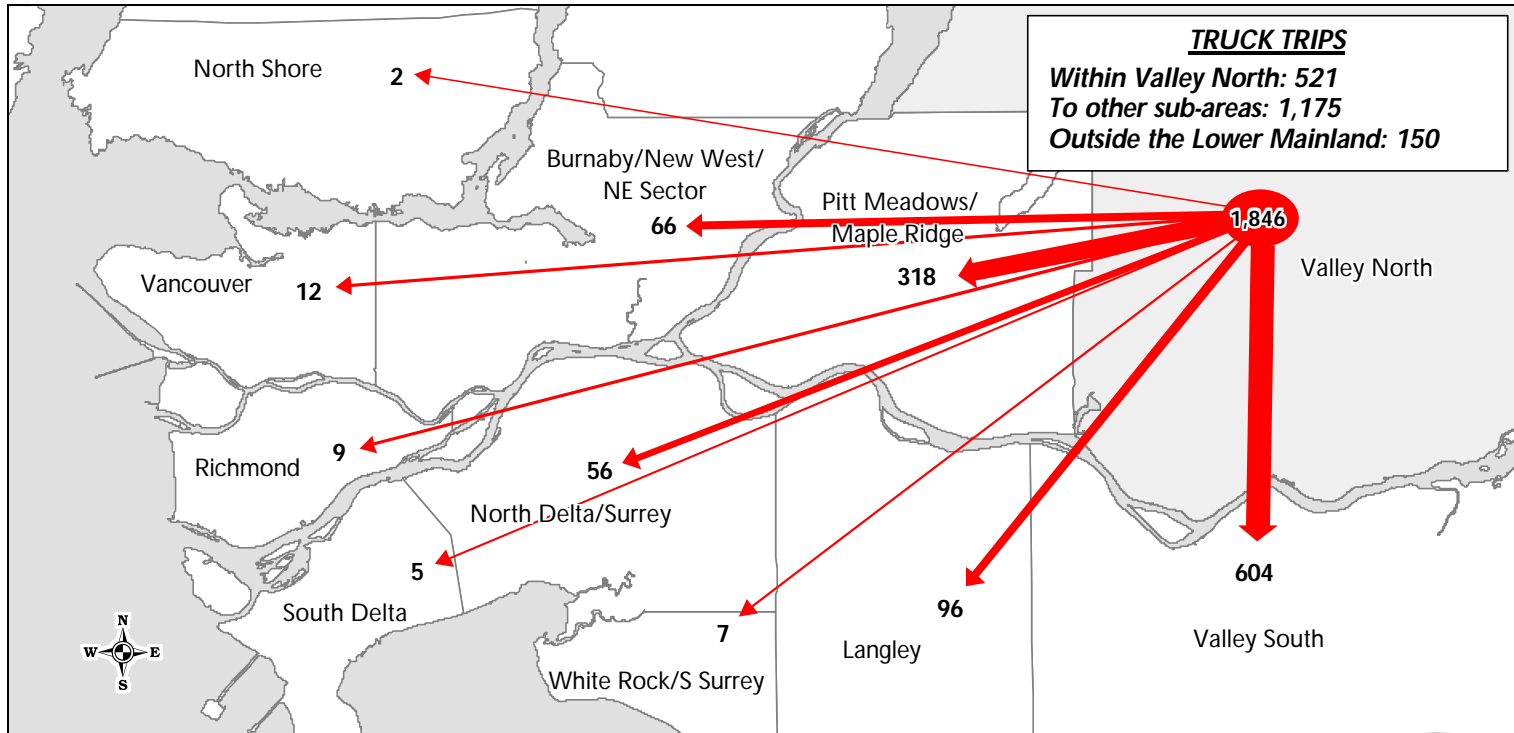 TRUCK TRIPS
Within Valley North: 521
To other sub-areas: 1,175
Outside the Lower Mainland: 150
North Shore
2
Burnaby/New West/
NE Sector
66
Pitt Meadows/
Maple Ridge
318
1,846
Valley North
Vancouver
12
Richmond
9
56
North Delta/Surrey
5
South Delta
7
White Rock/S Surrey
96
Langley
604
Valley South
N
W
E
S